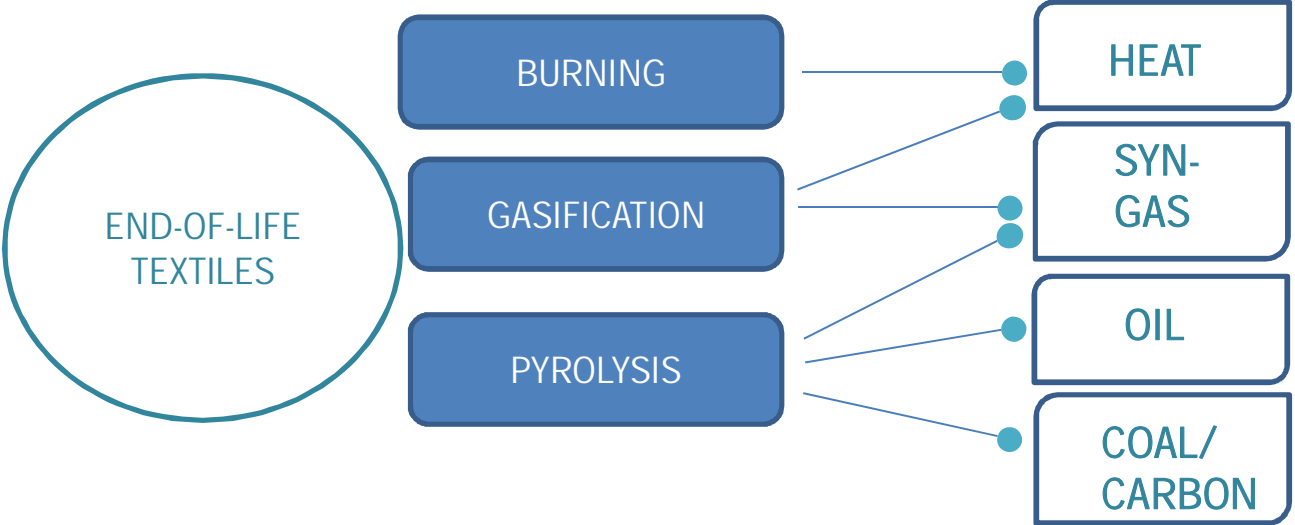 END-OF-LIFE
TEXTILES
BURNING
GASIFICATION
PYROLYSIS
HEAT
SYN-
GAS
OIL
COAL/
CARBON